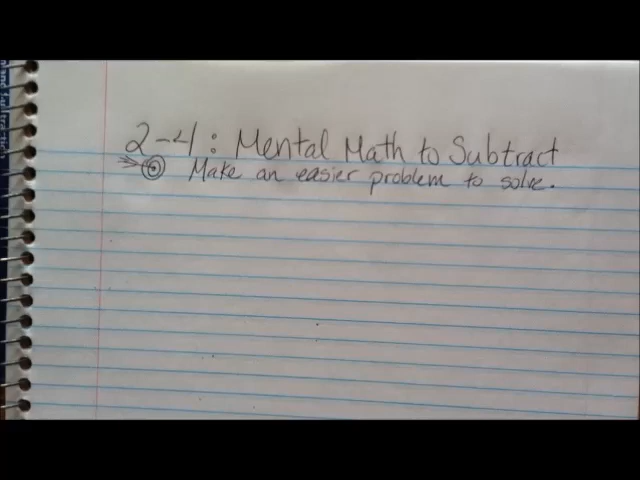 2-4: Mental Math to Subtract
Make an easier problem to solve.